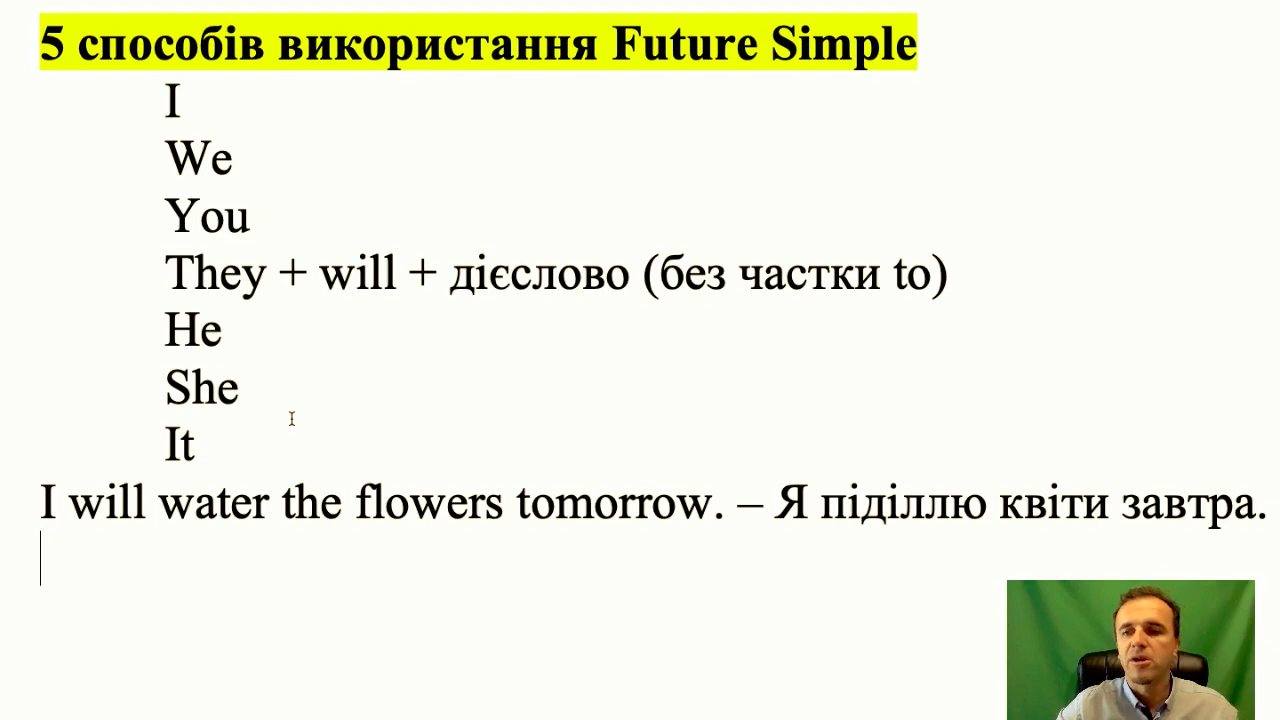 5 способів використання Future Simple
I
We
You
They + will + дієслово (без частки to)
He
She
It
I will water the flowers tomorrow. – Я піділлю квіти завтра.